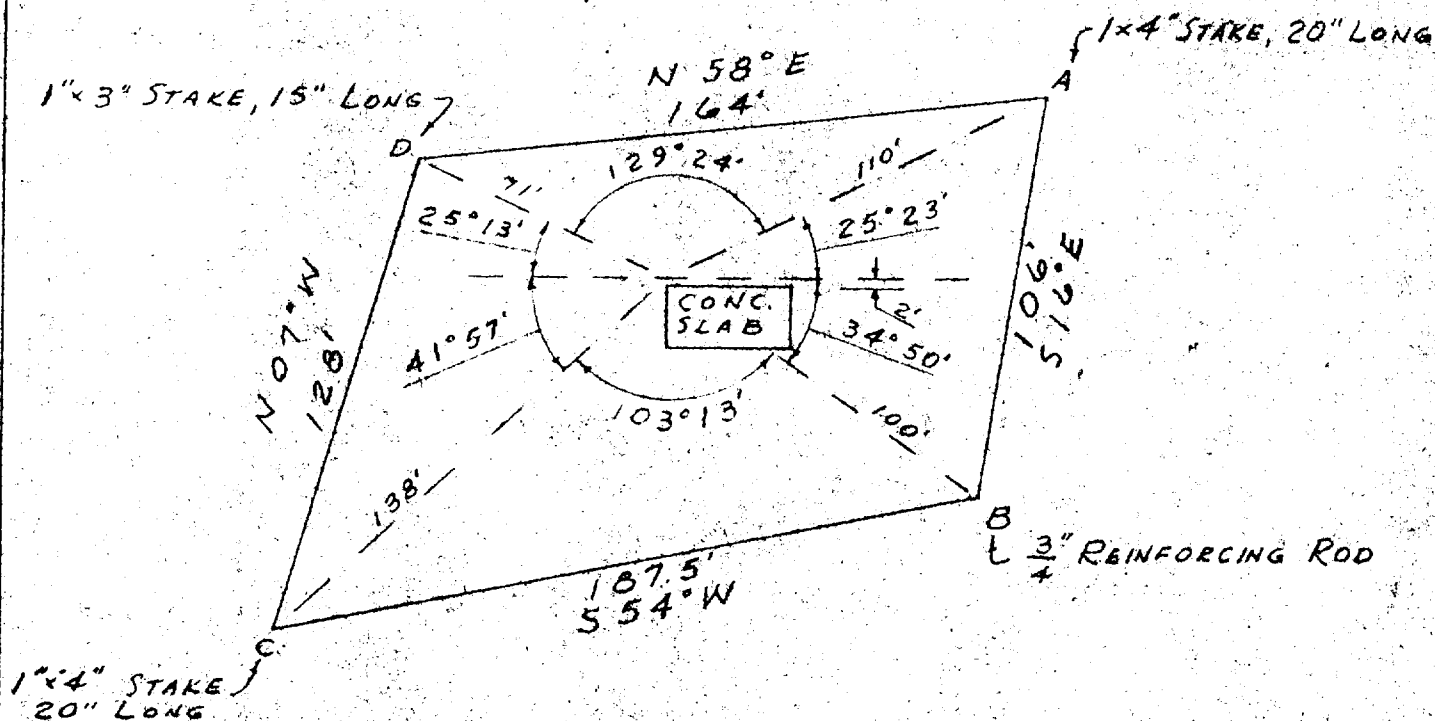 1x4" STAKE, 20" LONG
A
N 58° E
164'
1"x 3" STAKE, 15" LONG
D
129° 24'
110'
71'
25° 13'
25° 23'
N 07° W
128'
106'
S 16° E
2'
CONC.
SLAB
41° 57'
34° 50'
103° 13'
100'
138'
B
3/4" REINFORCING ROD
187.5'
S 54° W
C
1"x4" STAKE
20" LONG